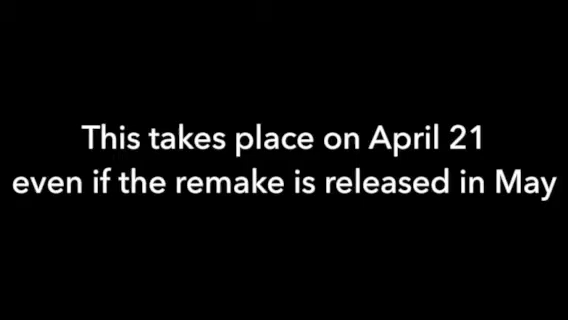 This takes place on April 21
even if the remake is released in May